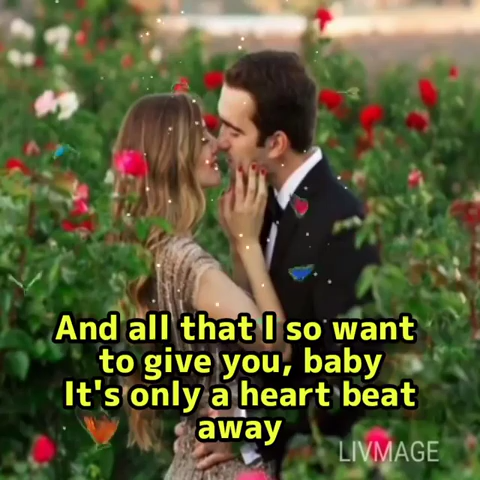 And all that I so want
to give you, baby
It's only a heart beat
away
LIVMAGE